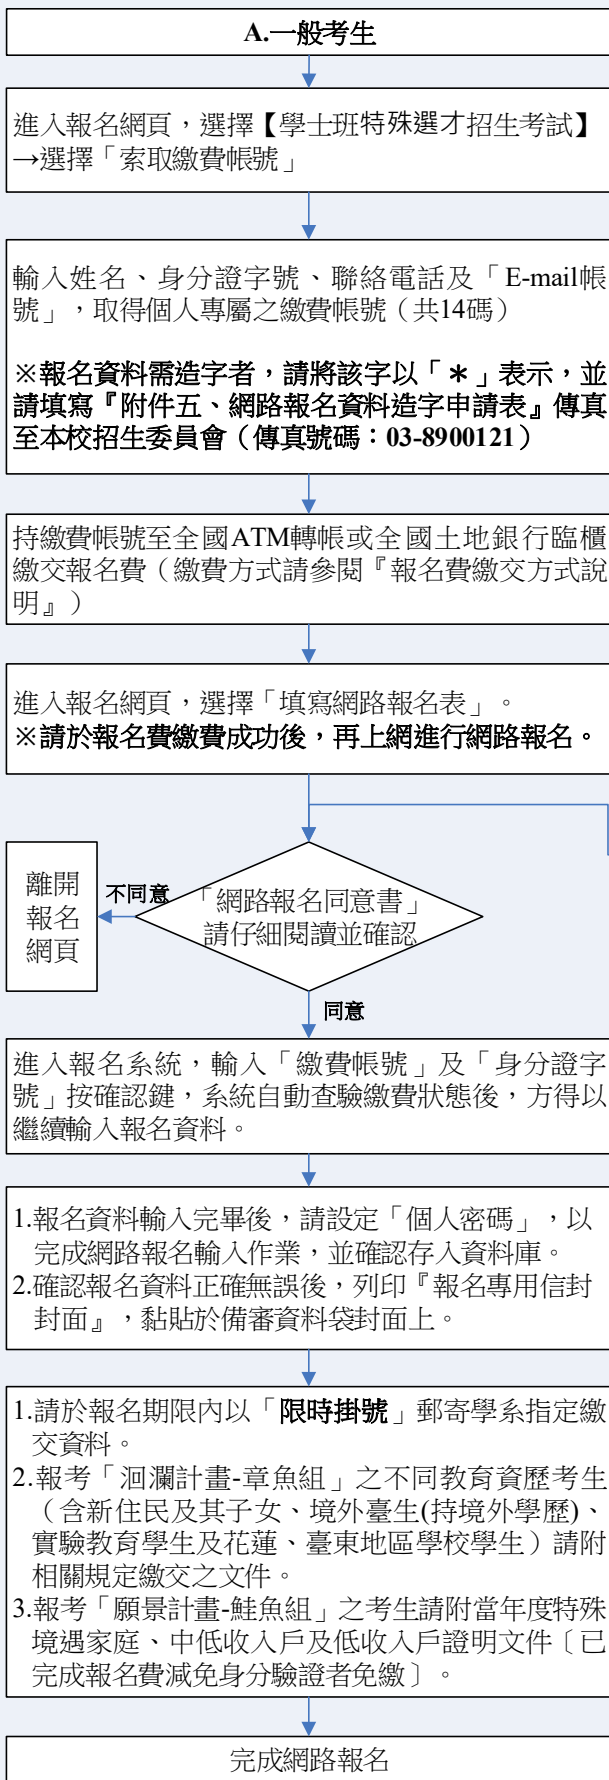 A.一般考生
進入報名網頁，選擇【學士班特殊選才招生考試】
→選擇「索取繳費帳號」
輸入姓名、身分證字號、聯絡電話及「E-mail帳
號」，取得個人專屬之繳費帳號（共14碼）
※報名資料需造字者，請將該字以「＊」表示，並
請填寫『附件五、網路報名資料造字申請表』傳真
至本校招生委員會（傳真號碼：03-8900121）
持繳費帳號至全國ATM轉帳或全國土地銀行臨櫃
繳交報名費（繳費方式請參閱『報名費繳交方式說
明』）
進入報名網頁，選擇「填寫網路報名表」。
※請於報名費繳費成功後，再上網進行網路報名。
離開
報名
網頁
不同意
「網路報名同意書」
請仔細閱讀並確認
同意
進入報名系統，輸入「繳費帳號」及「身分證字
號」按確認鍵，系統自動查驗繳費狀態後，方得以
繼續輸入報名資料。
1.報名資料輸入完畢後，請設定「個人密碼」，以
完成網路報名輸入作業，並確認存入資料庫。
2.確認報名資料正確無誤後，列印『報名專用信封
封面』，黏貼於備審資料袋封面上。
1.請於報名期限內以「限時掛號」郵寄學系指定繳
交資料。
2.報考「洄瀾計畫-章魚組」之不同教育資歷考生
（含新住民及其子女、境外臺生(持境外學歷)、
實驗教育學生及花蓮、臺東地區學校學生）請附
相關規定繳交之文件。
3.報考「願景計畫-鮭魚組」之考生請附當年度特殊
境遇家庭、中低收入戶及低收入戶證明文件〔已
完成報名費減免身分驗證者免繳〕。
完成網路報名